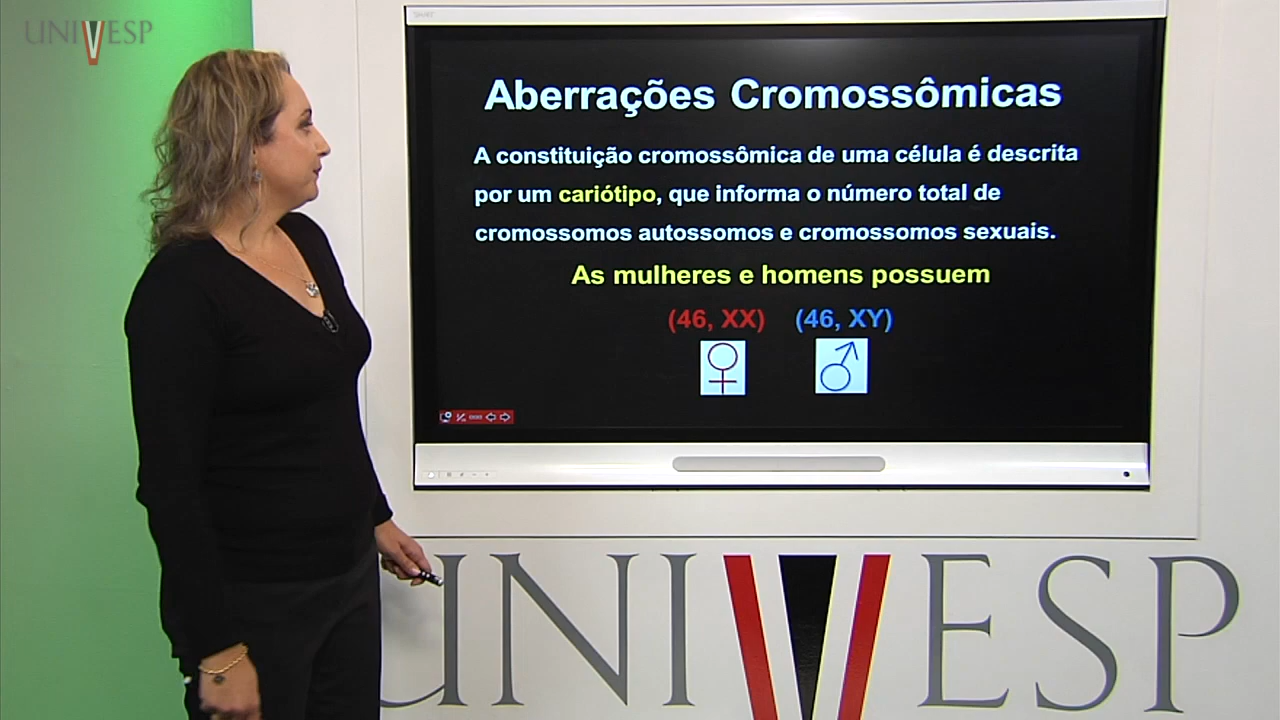 UNIVESP
Aberrações Cromossômicas
A constituição cromossômica de uma célula é descrita
por um cariótipo, que informa o número total de
cromossomos autossomos e cromossomos sexuais.
As mulheres e homens possuem
(46, XX) (46, XY)
UNIVESP